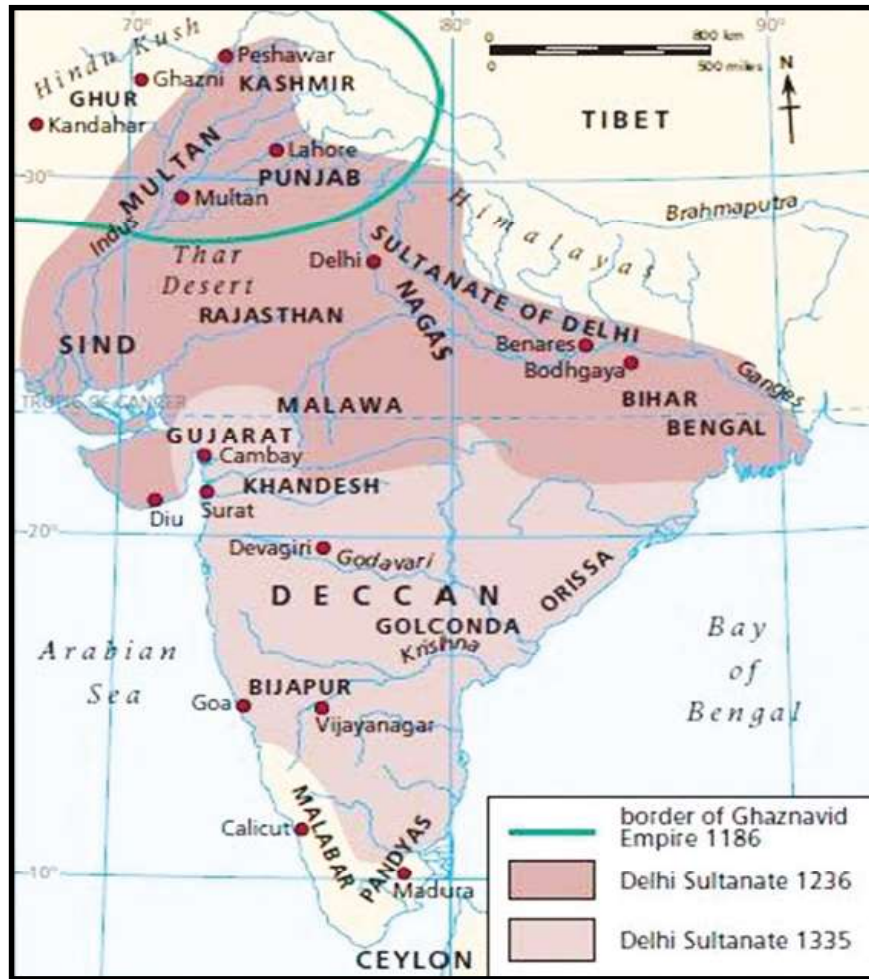 70°
80°
90°
0
800 km
0
500 miles
N
Hindu Kush
Peshawar
Ghazni
KASHMIR
GHUR
Kandahar
TIBET
MULTAN
Lahore
PUNJAB
30°
Multan
Indus
Himalayas
Brahmaputra
Thar
Desert
Delhi
SULTANATE OF DELHI
NAGAS
RAJASTHAN
SIND
Benares
Bodhgaya
Ganges
TROPIC OF CANCER
MALAWA
BIHAR
BENGAL
GUJARAT
Cambay
KHANDESH
Surat
Diu
20°
Devagiri
Godavari
DECCAN
ORISSA
GOLCONDA
Krishna
Arabian
Sea
Bay
of
Bengal
BIJAPUR
Goa
Vijayanagar
MALABAR
Calicut
PANDYAS
10°
Madura
CEYLON
border of Ghaznavid
Empire 1186
Delhi Sultanate 1236
Delhi Sultanate 1335